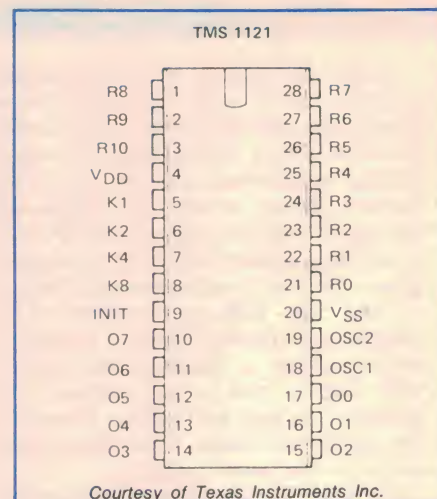 TMS 1121
R8 1 28 R7
R9 2 27 R6
R10 3 26 R5
VDD 4 25 R4
K1 5 24 R3
K2 6 23 R2
K4 7 22 R1
K8 8 21 R0
INIT 9 20 VSS
O7 10 19 OSC2
O6 11 18 OSC1
O5 12 17 O0
O4 13 16 O1
O3 14 15 O2
Courtesy of Texas Instruments Inc.